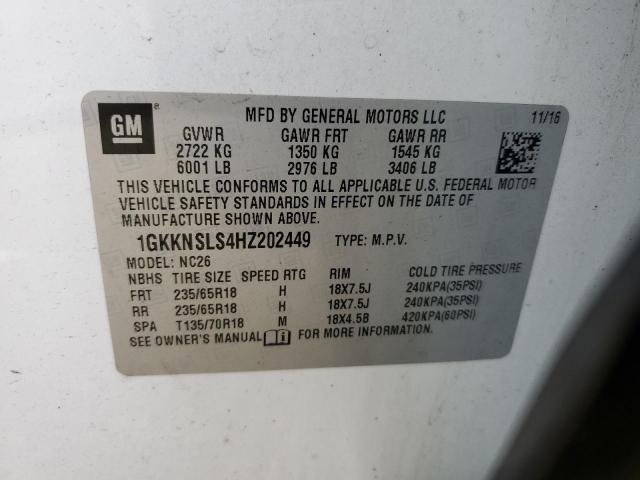 GM
®
MFD BY GENERAL MOTORS LLC 11/16
GVWR GAWR FRT GAWR RR
2722 KG 1350 KG 1545 KG
6001 LB 2976 LB 3406 LB
THIS VEHICLE CONFORMS TO ALL APPLICABLE U.S. FEDERAL MOTOR
VEHICLE SAFETY STANDARDS IN EFFECT ON THE DATE OF
MANUFACTURE SHOWN ABOVE.
1GKKNSLS4HZ202449 TYPE: M.P.V.
MODEL: NC26
NBHS TIRE SIZE SPEED RTG RIM COLD TIRE PRESSURE
FRT 235/65R18 H 18X7.5J 240KPA(35PSI)
RR 235/65R18 H 18X7.5J 240KPA(35PSI)
SPA T135/70R18 M 18X4.5B 420KPA(60PSI)
SEE OWNER'S MANUAL FOR MORE INFORMATION.